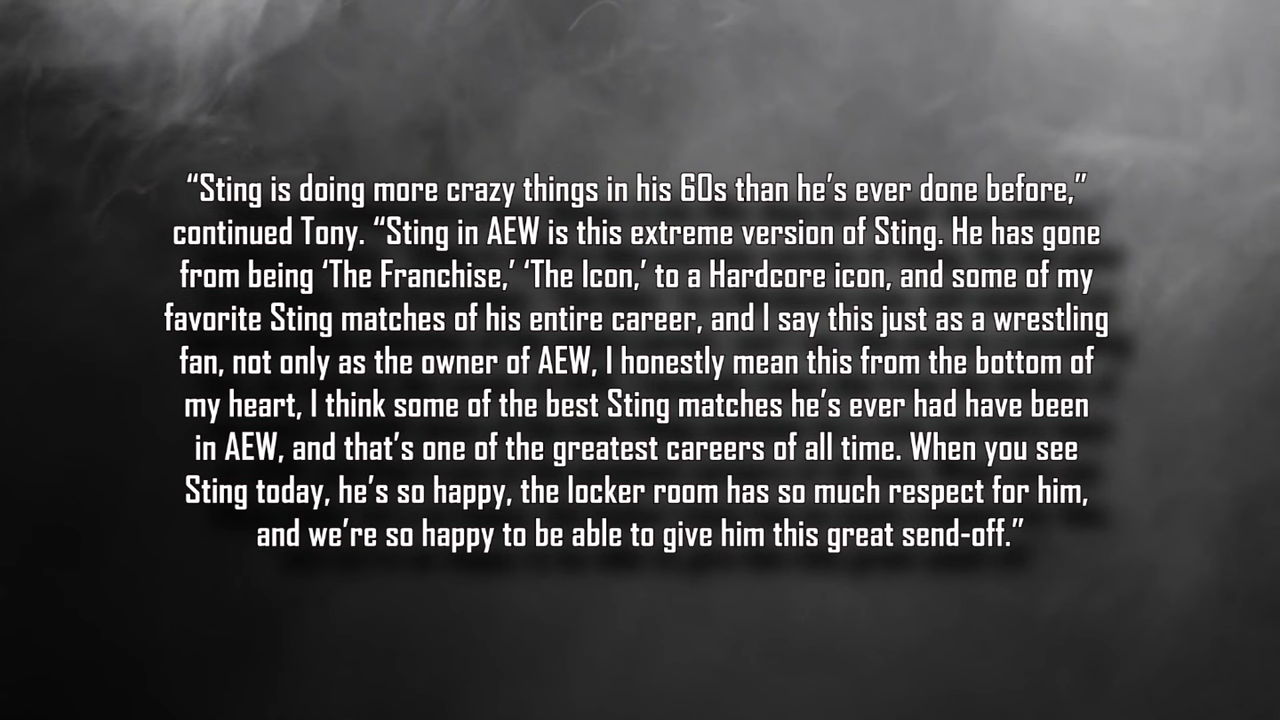 “Sting is doing more crazy things in his 60s than he’s ever done before,”
continued Tony. “Sting in AEW is this extreme version of Sting. He has gone
from being ‘The Franchise,’ ‘The Icon,’ to a Hardcore icon, and some of my
favorite Sting matches of his entire career, and I say this just as a wrestling
fan, not only as the owner of AEW, I honestly mean this from the bottom of
my heart, I think some of the best Sting matches he’s ever had have been
in AEW, and that’s one of the greatest careers of all time. When you see
Sting today, he’s so happy, the locker room has so much respect for him,
and we’re so happy to be able to give him this great send-off.”